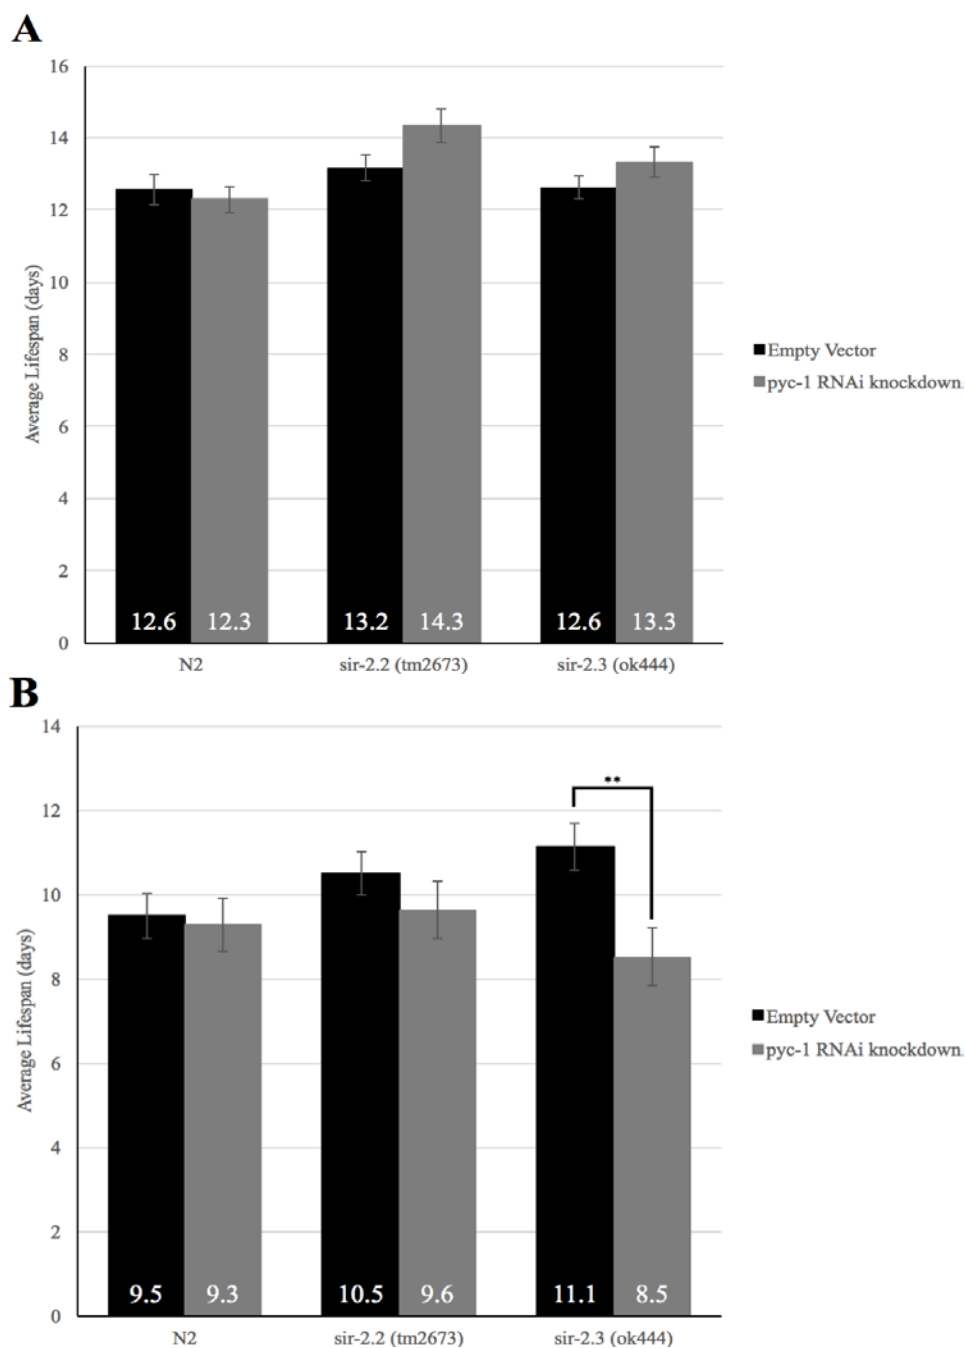 A
16
14
12
10
8
6
4
2
0
Average Lifespan (days)
12.6 12.3 13.2 14.3 12.6 13.3
N2 sir-2.2 (tm2673) sir-2.3 (ok444)
Empty Vector
pyc-1 RNAi knockdown
B
14
12
10
8
6
4
2
0
Average Lifespan (days)
**
9.5 9.3 10.5 9.6 11.1 8.5
N2 sir-2.2 (tm2673) sir-2.3 (ok444)
Empty Vector
pyc-1 RNAi knockdown